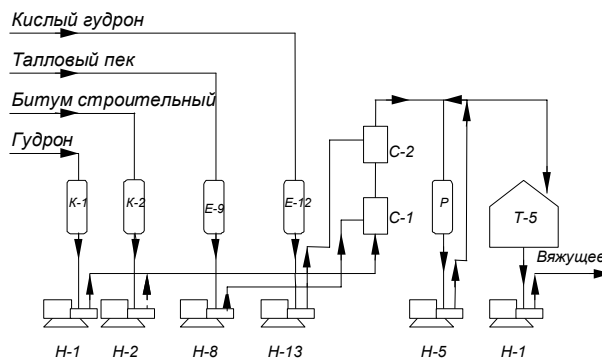 Кислый гудрон
Талловый пек
Битум строительный
Гудрон
С-2
К-1
К-2
Е-9
Е-12
С-1
Р
Т-5
Вяжущее
Н-1
Н-2
Н-8
Н-13
Н-5
Н-1